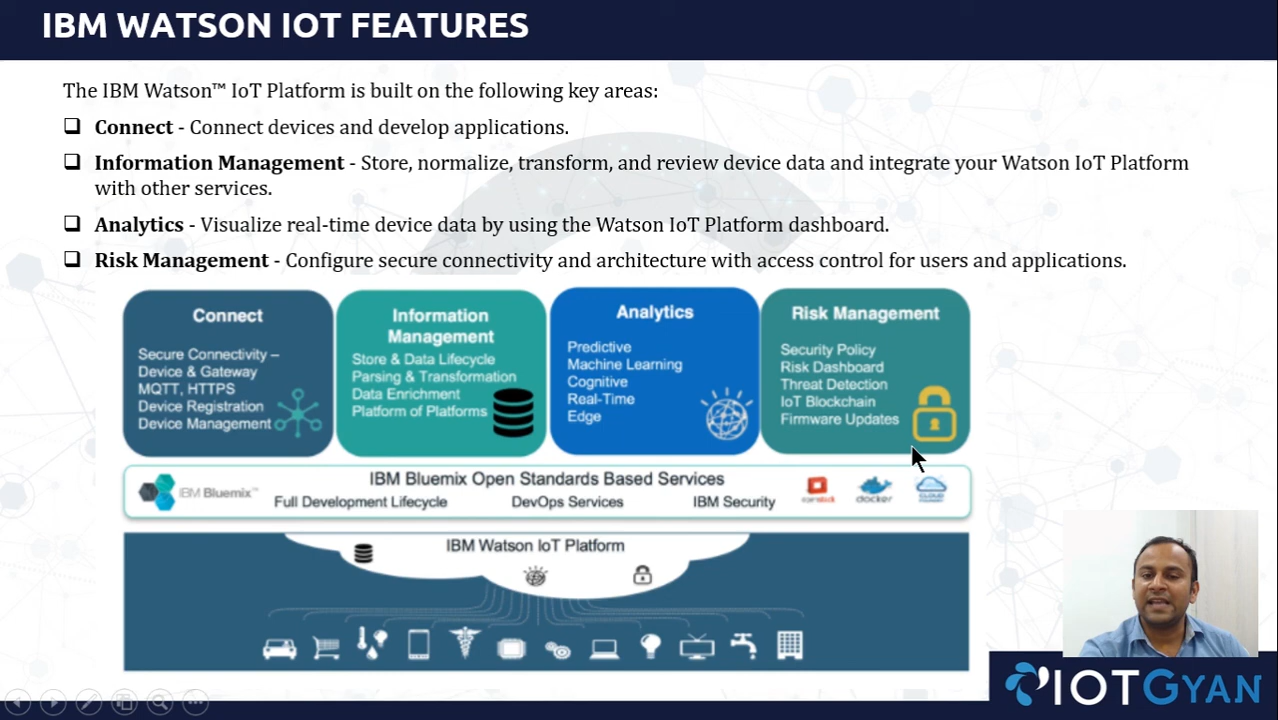 IBM WATSON IOT FEATURES
The IBM Watson™ IoT Platform is built on the following key areas:
❑ Connect - Connect devices and develop applications.
❑ Information Management - Store, normalize, transform, and review device data and integrate your Watson IoT Platform
with other services.
❑ Analytics - Visualize real-time device data by using the Watson IoT Platform dashboard.
❑ Risk Management - Configure secure connectivity and architecture with access control for users and applications.
Connect
Secure Connectivity –
Device & Gateway
MQTT, HTTPS
Device Registration
Device Management
Information
Management
Store & Data Lifecycle
Parsing & Transformation
Data Enrichment
Platform of Platforms
Analytics
Predictive
Machine Learning
Cognitive
Real-Time
Edge
Risk Management
Security Policy
Risk Dashboard
Threat Detection
IoT Blockchain
Firmware Updates
IBM Bluemix Open Standards Based Services
IBM Bluemix™
Full Development Lifecycle DevOps Services IBM Security
docker
CLOUD
FOUNDRY
IBM Watson IoT Platform
IOTGYAN